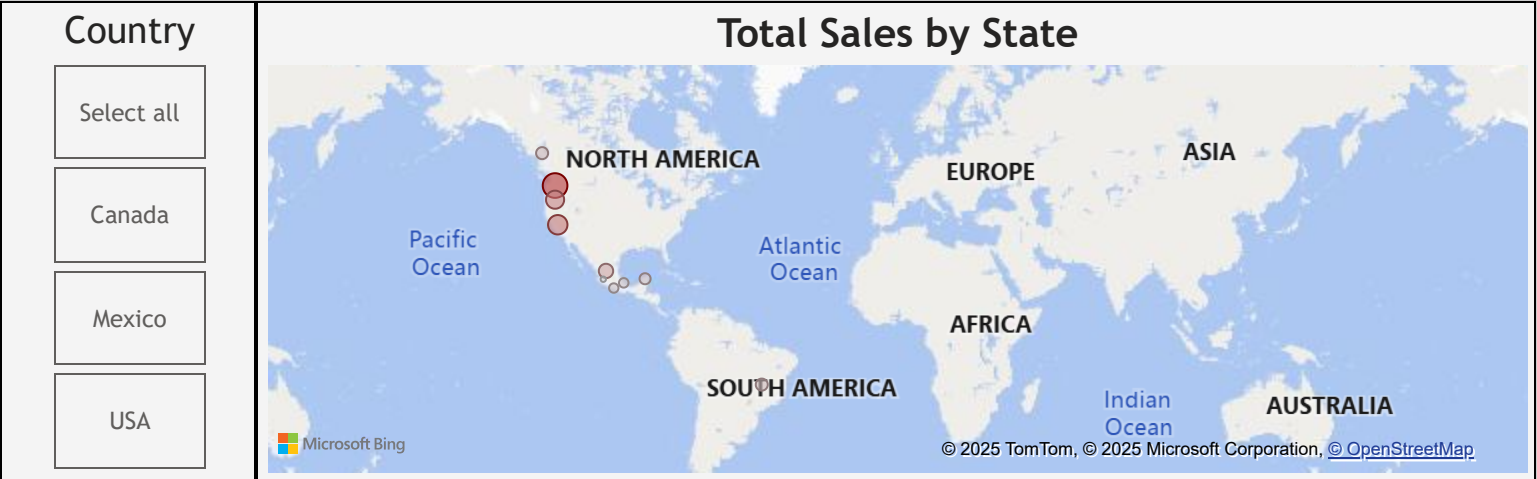 Country
Select all
Canada
Mexico
USA
Total Sales by State
NORTH AMERICA
EUROPE
ASIA
Pacific
Ocean
Atlantic
Ocean
AFRICA
SOUTH AMERICA
Indian
Ocean
AUSTRALIA
Microsoft Bing
© 2025 TomTom, © 2025 Microsoft Corporation, © OpenStreetMap